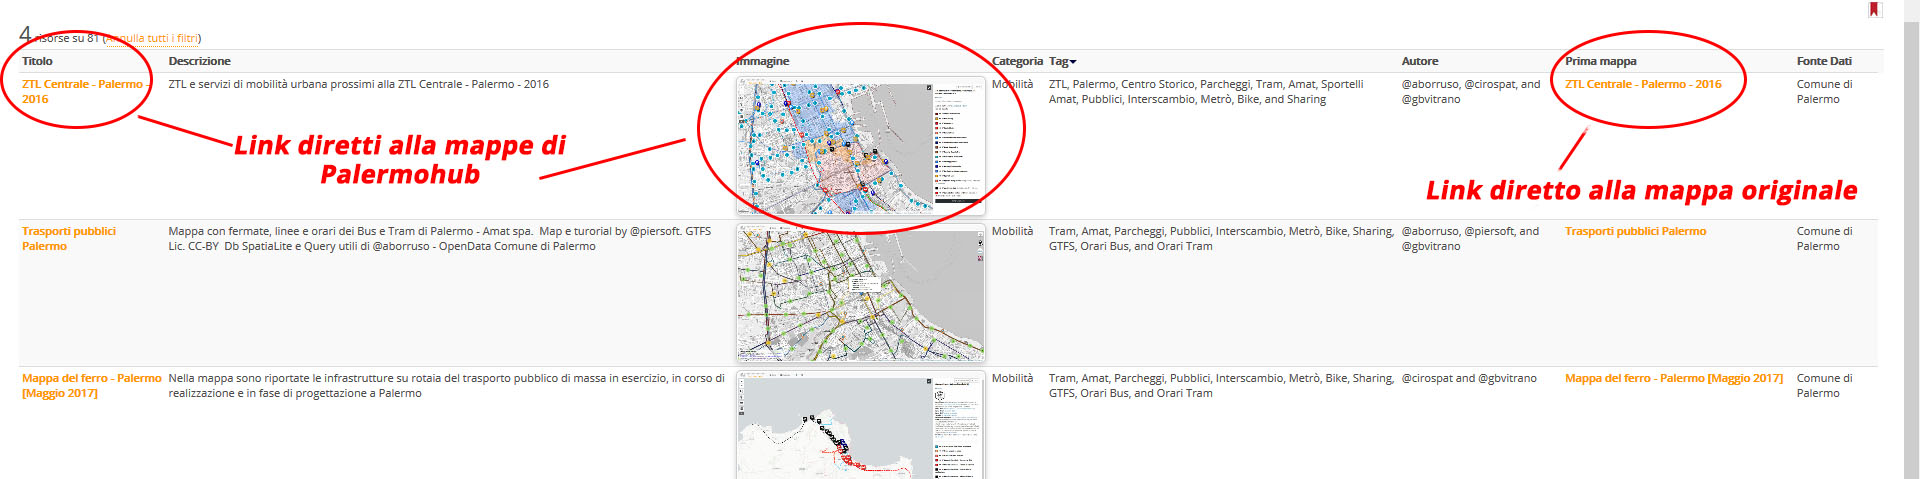 4 risorse su 81 (Annulla tutti i filtri)
Titolo Descrizione Immagine Categoria Tag Autore Prima mappa Fonte Dati
ZTL Centrale - Palermo - 2016
ZTL e servizi di mobilità urbana prossimi alla ZTL Centrale - Palermo - 2016
Mobilità
ZTL, Palermo, Centro Storico, Parcheggi, Tram, Amat, Sportelli
Amat, Pubblici, Interscambio, Metrò, Bike, and Sharing
@aborruso, @cirospat, and
@gbvitrano
ZTL Centrale - Palermo - 2016
Comune di
Palermo
Link diretti alla mappe di
Palermohub
Link diretto alla mappa originale
Trasporti pubblici
Palermo
Mappa con fermate, linee e orari dei Bus e Tram di Palermo - Amat spa. Map e turorial by @piersoft. GTFS
Lic. CC-BY Db SpatiaLite e Query utili di @aborruso - OpenData Comune di Palermo
Mobilità
Tram, Amat, Parcheggi, Pubblici, Interscambio, Metrò, Bike, Sharing,
GTFS, Orari Bus, and Orari Tram
@aborruso, @piersoft, and
@gbvitrano
Trasporti pubblici Palermo
Comune di
Palermo
Mappa del ferro - Palermo
[Maggio 2017]
Nella mappa sono riportate le infrastrutture su rotaia del trasporto pubblico di massa in esercizio, in corso di
realizzazione e in fase di progettazione a Palermo
Mobilità
Tram, Amat, Parcheggi, Pubblici, Interscambio, Metrò, Bike, Sharing,
GTFS, Orari Bus, and Orari Tram
@cirospat and @gbvitrano
Mappa del ferro - Palermo [Maggio 2017]
Comune di
Palermo